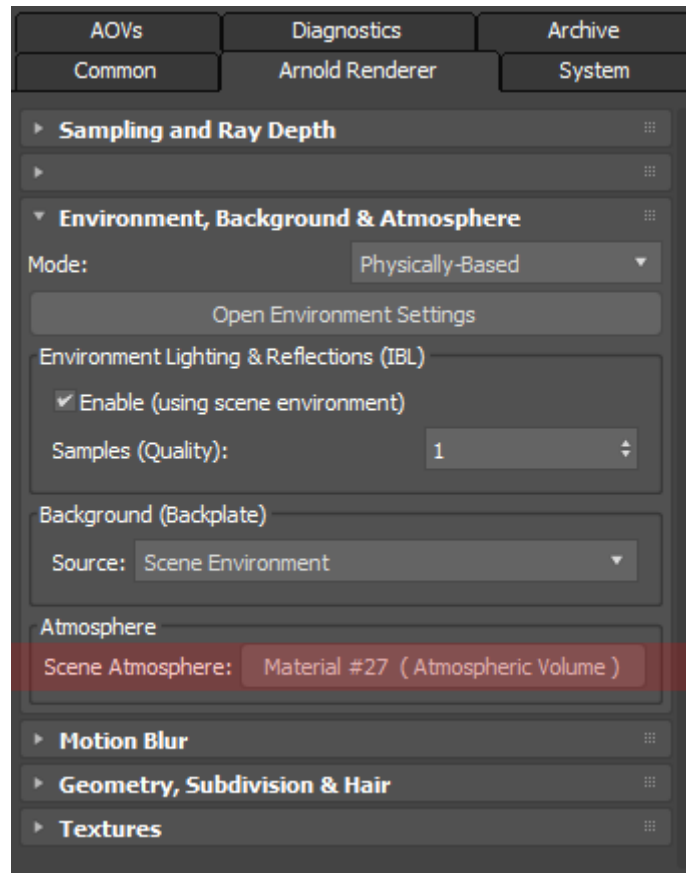 AOVs Diagnostics Archive
Common Arnold Renderer System
Sampling and Ray Depth
Environment, Background & Atmosphere
Mode: Physically-Based
Open Environment Settings
Environment Lighting & Reflections (IBL)
Enable (using scene environment)
Samples (Quality): 1
Background (Backplate)
Source: Scene Environment
Atmosphere
Scene Atmosphere: Material #27 ( Atmospheric Volume )
Motion Blur
Geometry, Subdivision & Hair
Textures